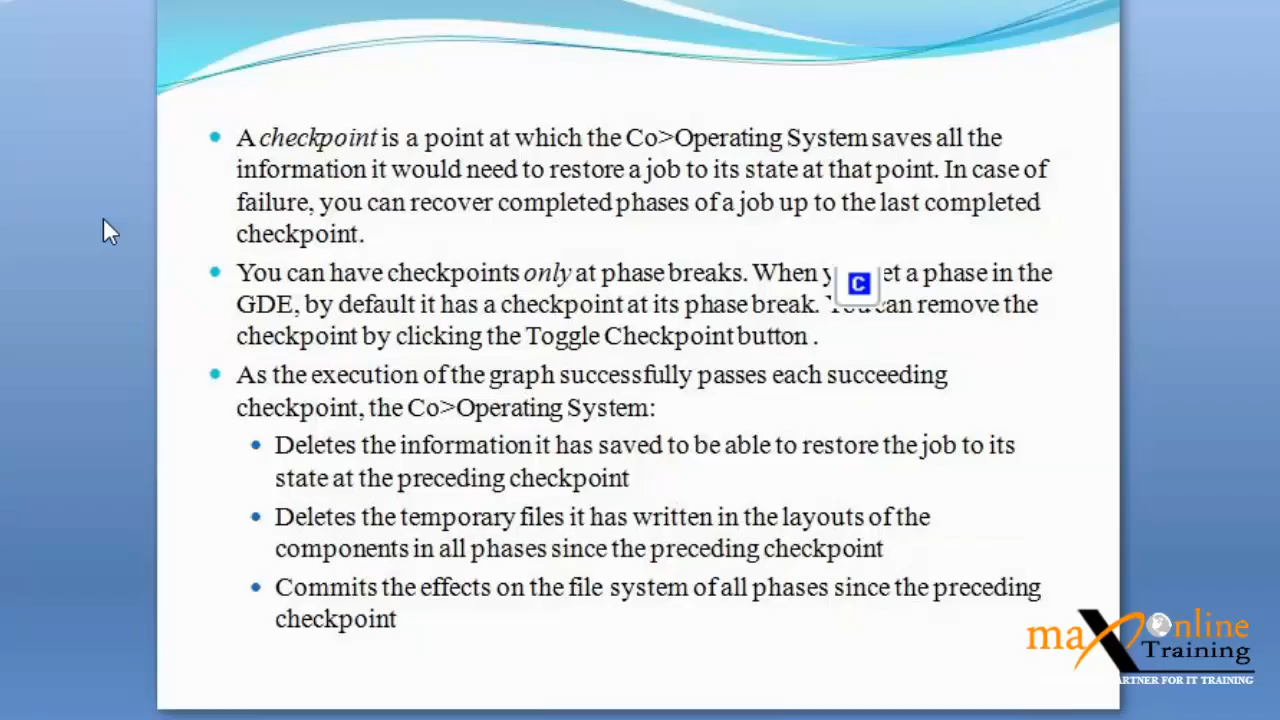 A checkpoint is a point at which the Co>Operating System saves all the
information it would need to restore a job to its state at that point. In case of
failure, you can recover completed phases of a job up to the last completed
checkpoint.
You can have checkpoints only at phase breaks. When a phase in the
GDE, by default it has a checkpoint at its phase break. You can remove the
checkpoint by clicking the Toggle Checkpoint button .
C
As the execution of the graph successfully passes each succeeding
checkpoint, the Co>Operating System:
Deletes the information it has saved to be able to restore the job to its
state at the preceding checkpoint
Deletes the temporary files it has written in the layouts of the
components in all phases since the preceding checkpoint
Commits the effects on the file system of all phases since the preceding
checkpoint
maX Online
Training
FOR IT TRAINING